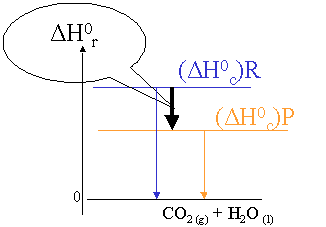 ΔH⁰ᵣ
(ΔH⁰c)R
(ΔH⁰c)P
0
CO₂ (g) + H₂O (l)